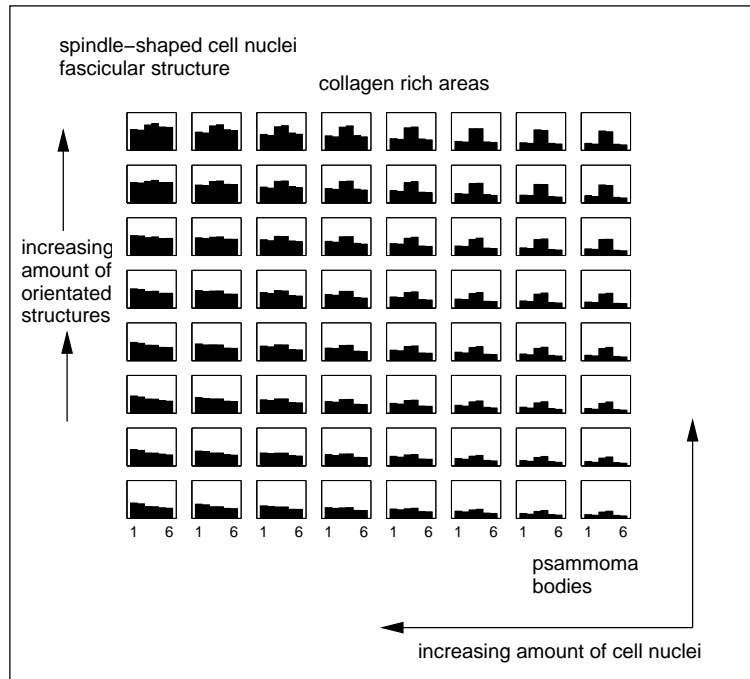 spindle−shaped cell nuclei
fascicular structure
collagen rich areas
increasing
amount of
orientated
structures
1 6 1 6 1 6 1 6 1 6 1 6 1 6 1 6
psammoma
bodies
increasing amount of cell nuclei